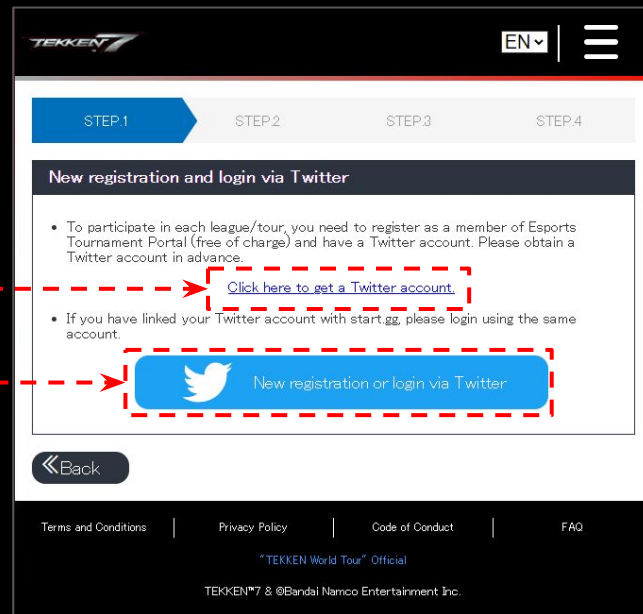 TEKKEN 7
EN
STEP.1 STEP.2 STEP.3 STEP.4
New registration and login via Twitter
• To participate in each league/tour, you need to register as a member of Esports
Tournament Portal (free of charge) and have a Twitter account. Please obtain a
Twitter account in advance.
Click here to get a Twitter account.
• If you have linked your Twitter account with start.gg, please login using the same
account.
New registration or login via Twitter
≪Back
Terms and Conditions | Privacy Policy | Code of Conduct | FAQ
"TEKKEN World Tour" Official
TEKKEN™7 & ©Bandai Namco Entertainment Inc.